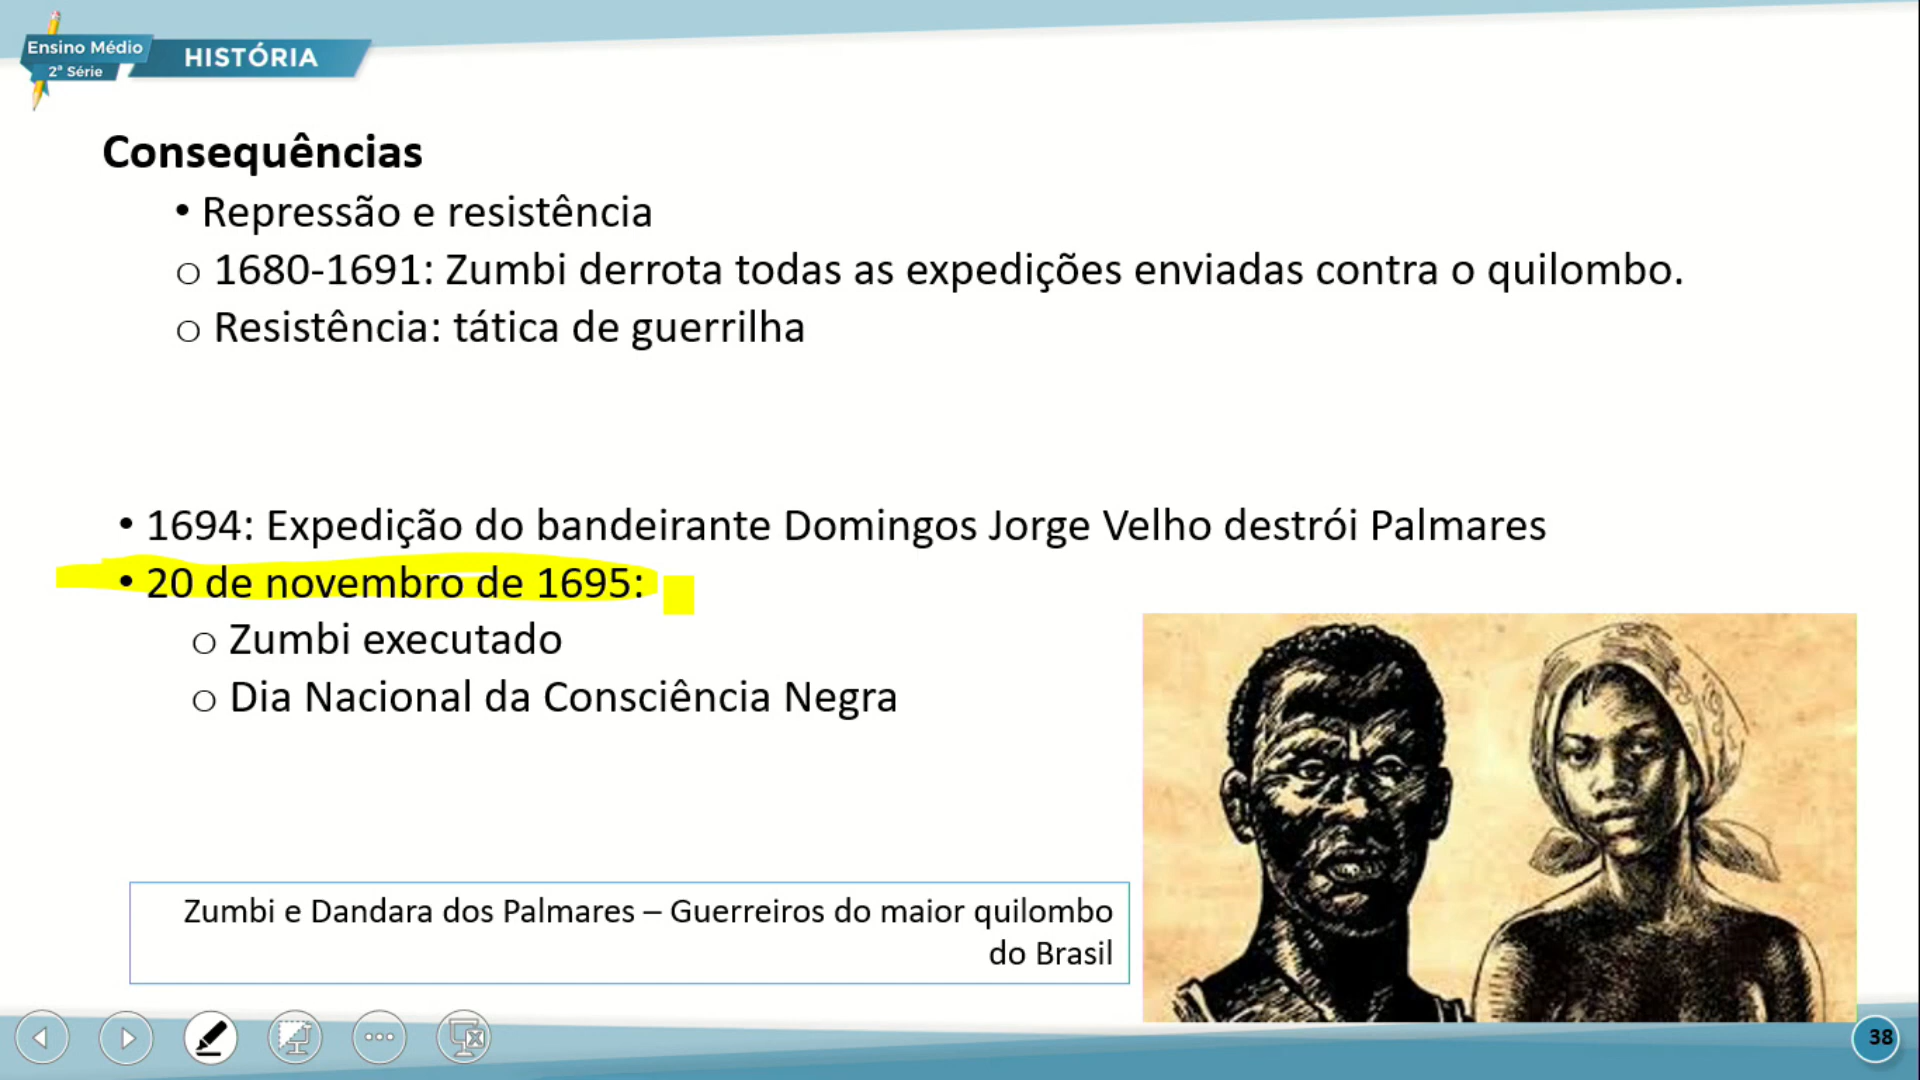 Ensino Médio
2ª Série
HISTÓRIA
Consequências
• Repressão e resistência
o 1680-1691: Zumbi derrota todas as expedições enviadas contra o quilombo.
o Resistência: tática de guerrilha
• 1694: Expedição do bandeirante Domingos Jorge Velho destrói Palmares
• 20 de novembro de 1695:
o Zumbi executado
o Dia Nacional da Consciência Negra
Zumbi e Dandara dos Palmares – Guerreiros do maior quilombo
do Brasil
38